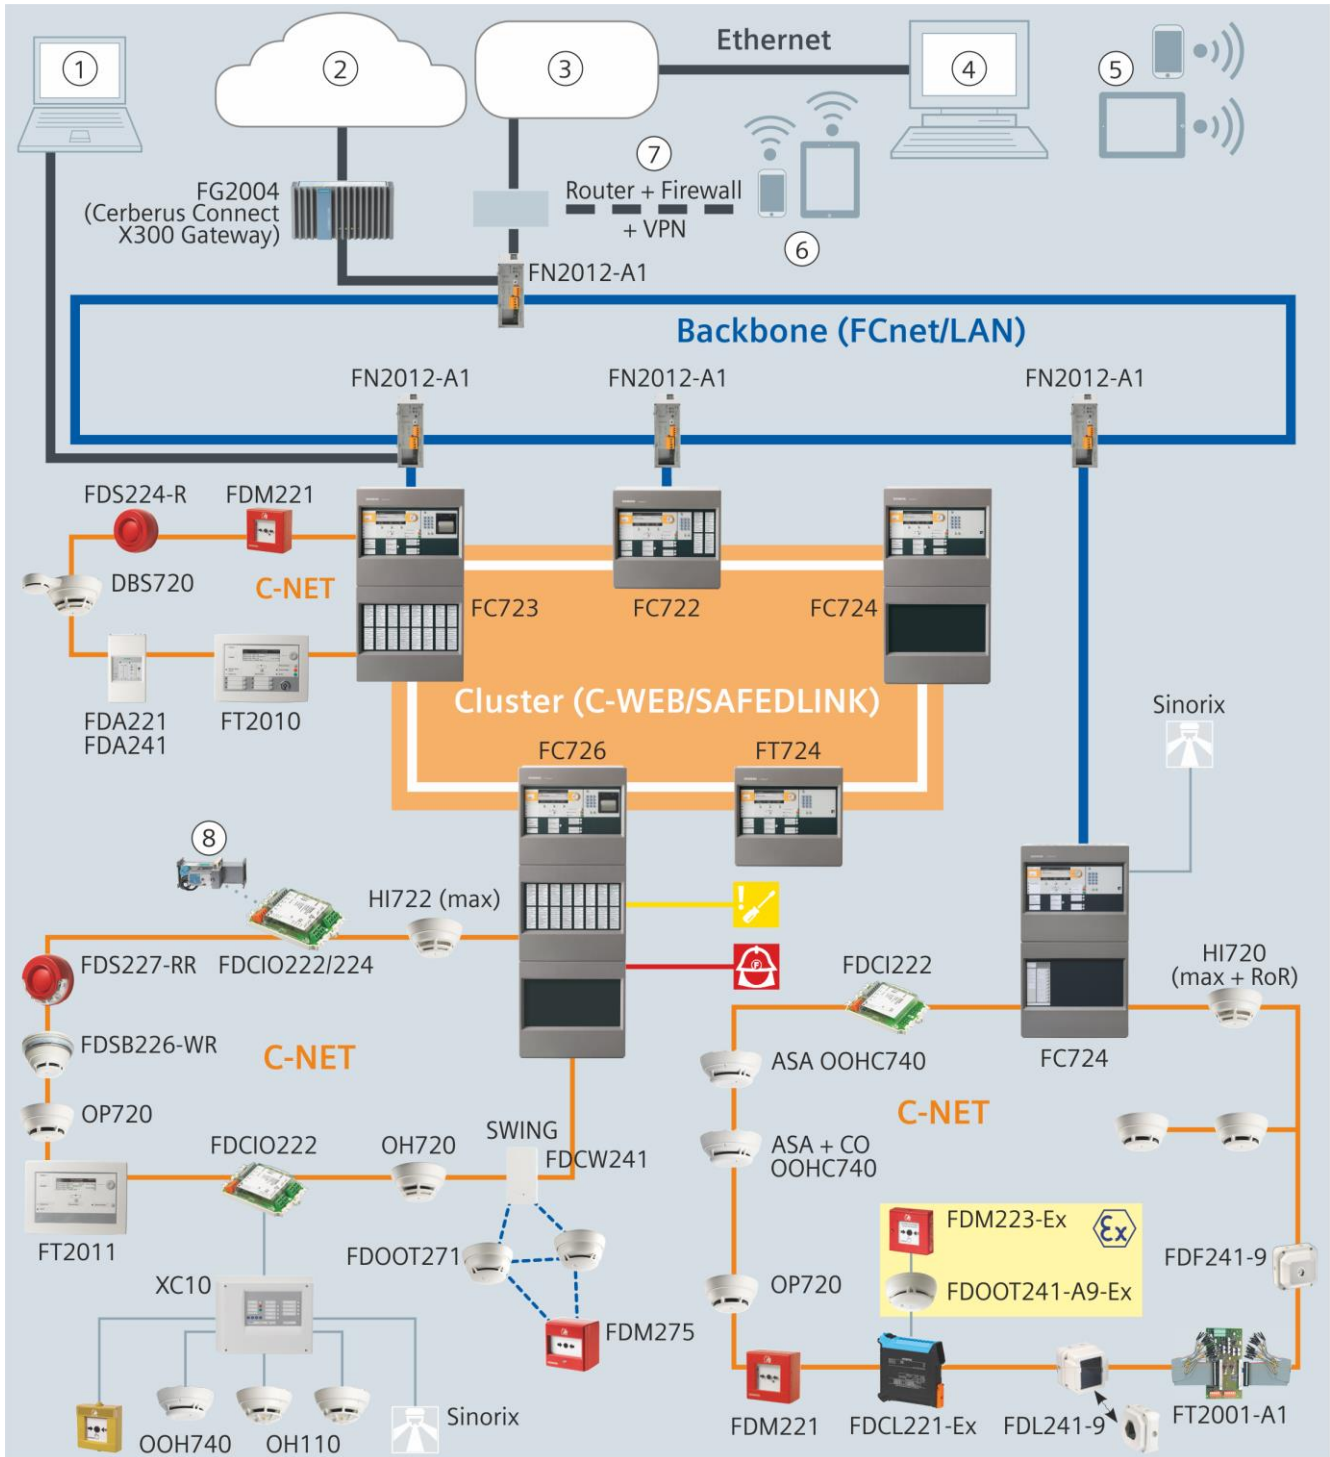 1
2
3
Ethernet
4
5
7
FG2004
(Cerberus Connect
X300 Gateway)
Router + Firewall
+ VPN
6
FN2012-A1
Backbone (FCnet/LAN)
FN2012-A1
FN2012-A1
FN2012-A1
FDS224-R
FDM221
DBS720
C-NET
FC723
FC722
FC724
FDA221
FDA241
FT2010
Cluster (C-WEB/SAFEDLINK)
Sinorix
FC726
FT724
8
HI722 (max)
FDS227-RR
FDCIO222/224
FDCI222
HI720
(max + RoR)
FDSB226-WR
C-NET
ASA OOHC740
FC724
OP720
C-NET
FDCIO222
OH720
SWING
FDCW241
ASA + CO
OOHC740
FT2011
FDOOT271
FDM223-Ex
Ex
FDF241-9
XC10
OP720
FDOOT241-A9-Ex
FDM275
OOH740
OH110
Sinorix
FDM221
FDCL221-Ex
FDL241-9
FT2001-A1